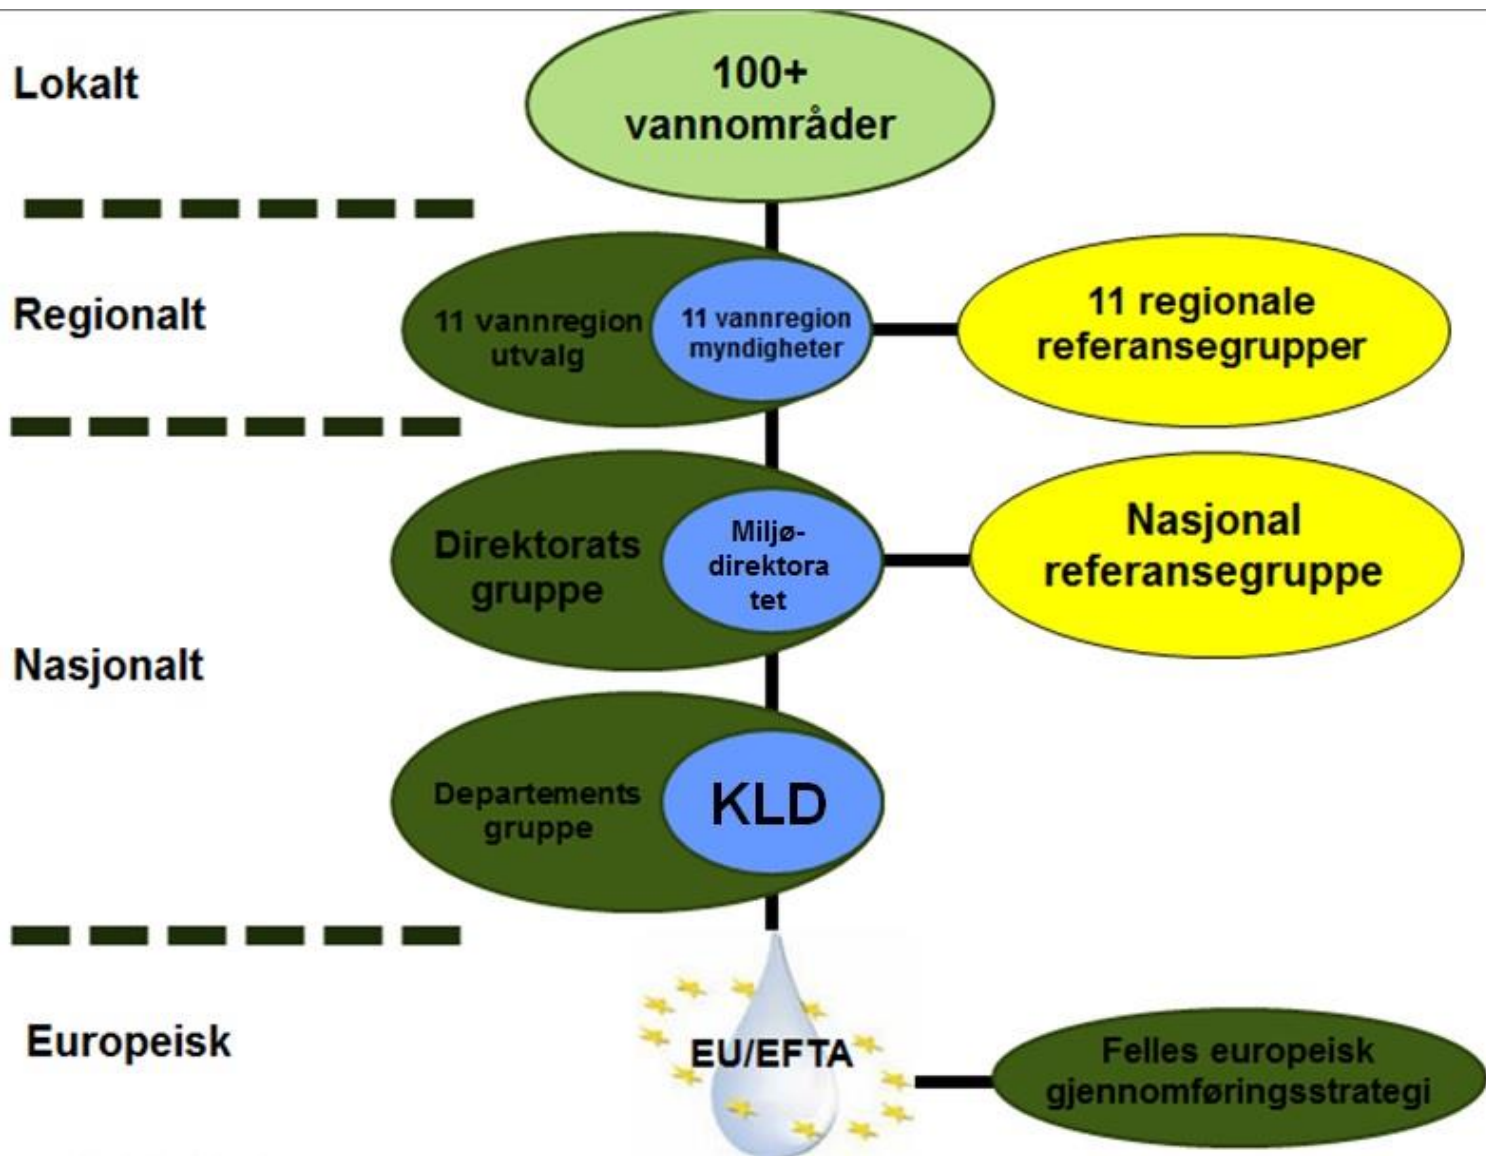 Lokalt
100+
vannområder
Regionalt
11 vannregion
utvalg
11 vannregion
myndigheter
11 regionale
referansegrupper
Nasjonalt
Direktorats
gruppe
Miljø-
direktora
tet
Nasjonal
referansegruppe
Departements
gruppe
KLD
Europeisk
EU/EFTA
Felles europeisk
gjennomføringsstrategi